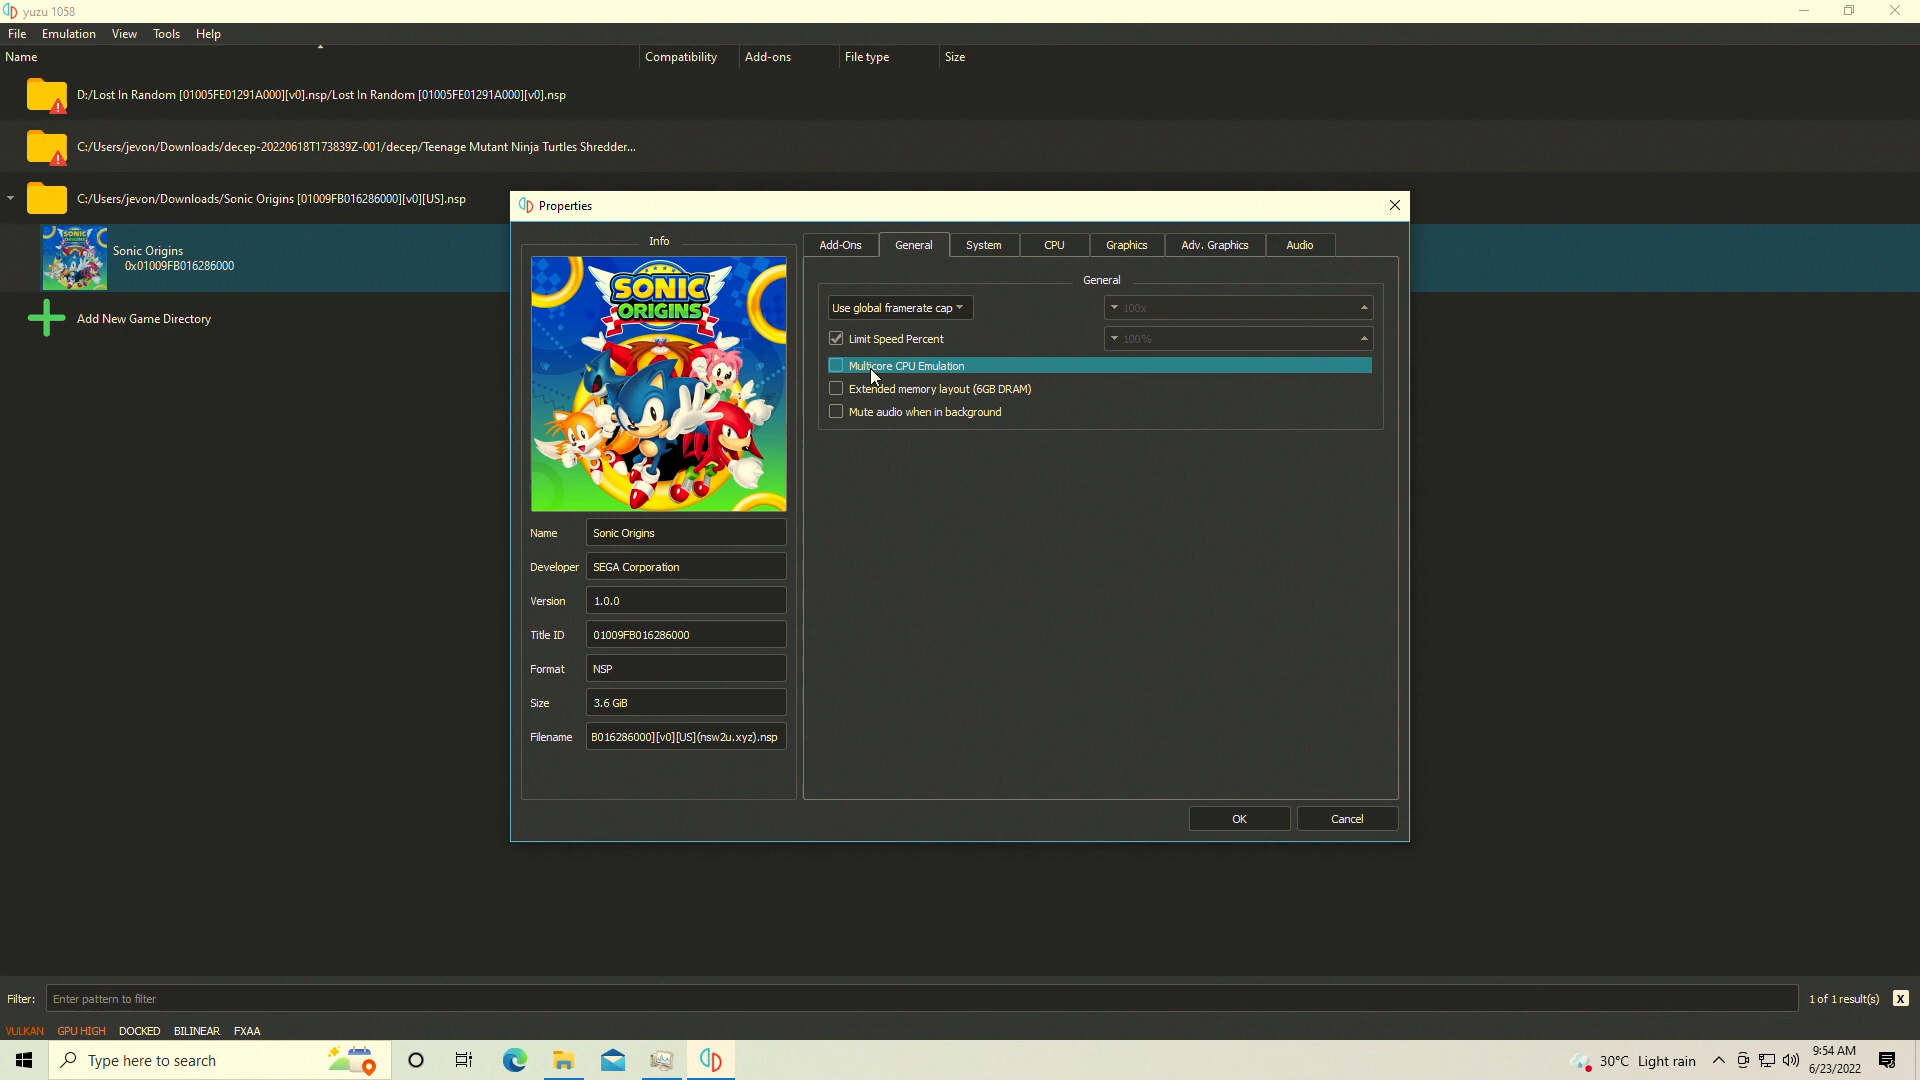 yuzu 1058
File Emulation View Tools Help
Name Compatibility Add-ons File type Size
D:/Lost In Random [01005FE01291A000][v0].nsp/Lost In Random [01005FE01291A000][v0].nsp
C:/Users/jevon/Downloads/decep-20220618T173839Z-001/decep/Teenage Mutant Ninja Turtles Shredder...
C:/Users/jevon/Downloads/Sonic Origins [01009FB016286000][v0][US].nsp
Sonic Origins
0x01009FB016286000
Add New Game Directory
Properties
Info
SONIC
ORIGINS
Name Sonic Origins
Developer SEGA Corporation
Version 1.0.0
Title ID 01009FB016286000
Format NSP
Size 3.6 GiB
Filename B016286000][v0][US](nsw2u.xyz).nsp
Add-Ons General System CPU Graphics Adv. Graphics Audio
General
Use global framerate cap 100x
Limit Speed Percent 100%
Multicore CPU Emulation
Extended memory layout (6GB DRAM)
Mute audio when in background
OK Cancel
Filter: Enter pattern to filter 1 of 1 result(s) X
VULKAN GPU HIGH DOCKED BILINEAR FXAA
Type here to search
30°C Light rain
9:54 AM
6/23/2022